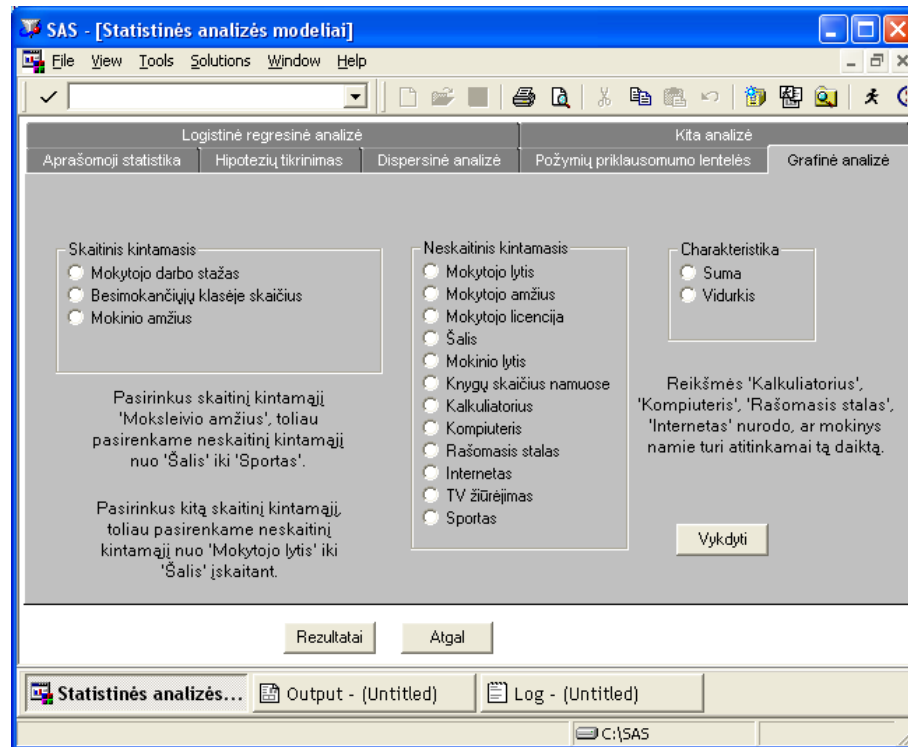 SAS - [Statistinės analizės modeliai]
File View Tools Solutions Window Help
Logistinė regresinė analizė Kita analizė
Aprašomoji statistika Hipotezių tikrinimas Dispersinė analizė Požymių priklausomumo lentelės Grafinė analizė
Skaitinis kintamasis
Mokytojo darbo stažas
Besimokančiųjų klasėje skaičius
Mokinio amžius
Pasirinkus skaitinį kintamąjį
'Moksleivio amžius', toliau
pasirenkame neskaitinį kintamąjį
nuo 'Šalis' iki 'Sportas'.
Pasirinkus kitą skaitinį kintamąjį,
toliau pasirenkame neskaitinį
kintamąjį nuo 'Mokytojo lytis' iki
'Šalis' įskaitant.
Neskaitinis kintamasis
Mokytojo lytis
Mokytojo amžius
Mokytojo licencija
Šalis
Mokinio lytis
Knygų skaičius namuose
Kalkuliatorius
Kompiuteris
Rašomasis stalas
Internetas
TV žiūrėjimas
Sportas
Charakteristika
Suma
Vidurkis
Reikšmės 'Kalkuliatorius',
'Kompiuteris', 'Rašomasis stalas',
'Internetas' nurodo, ar mokinys
namie turi atitinkamai tą daiktą.
Vykdyti
Rezultatai Atgal
Statistinės analizės... Output - (Untitled) Log - (Untitled)
C:\SAS